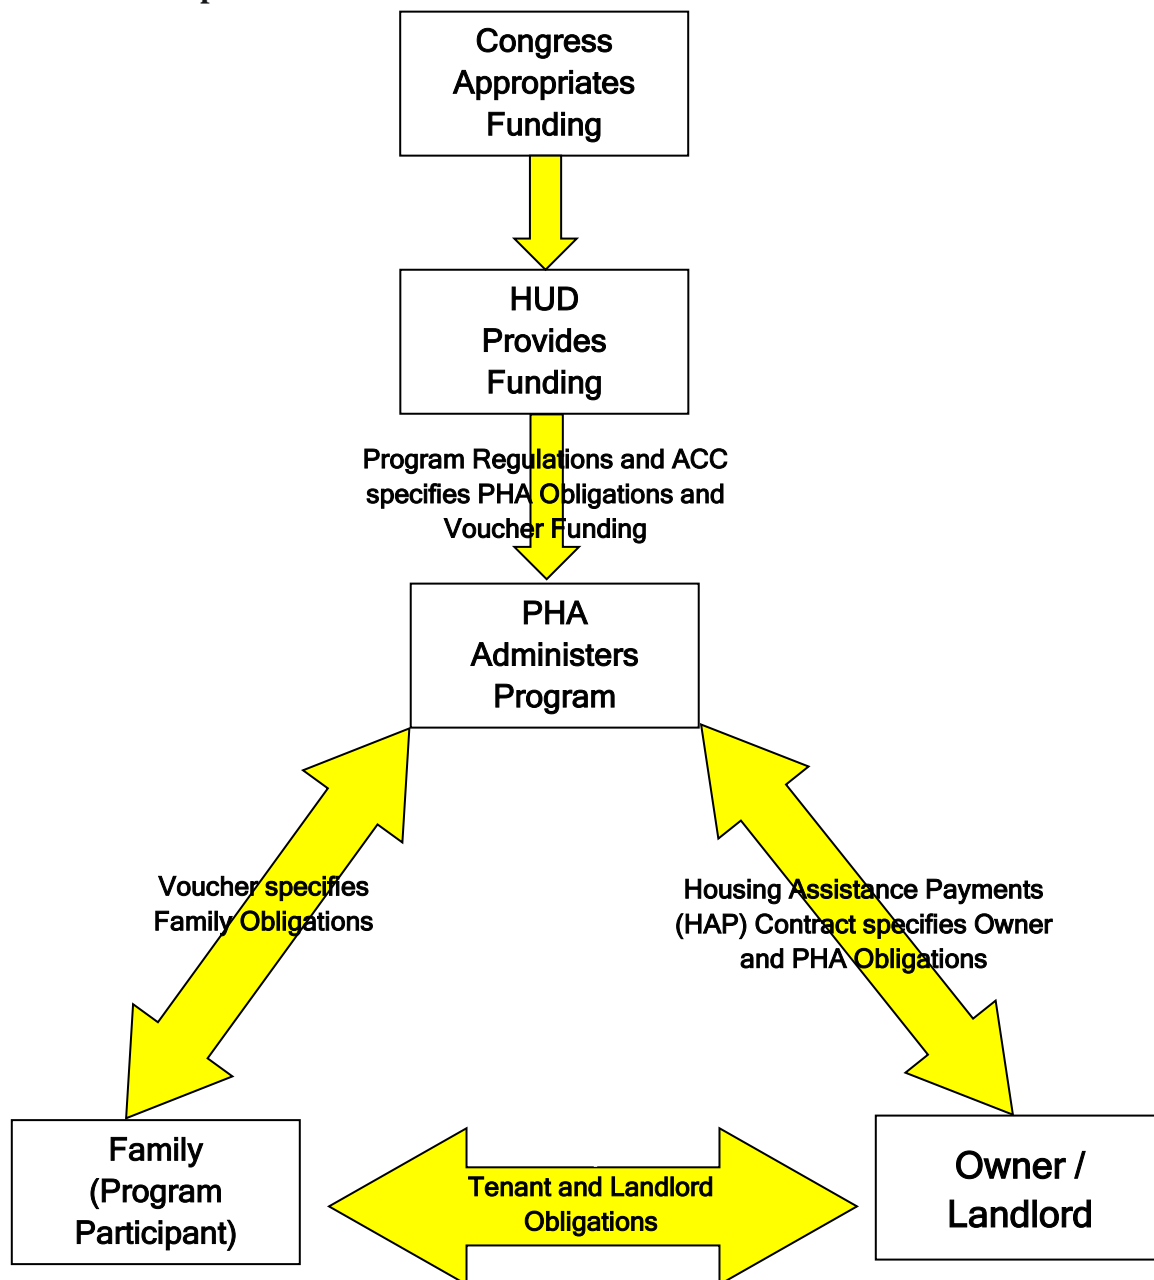 Congress
Appropriates
Funding
HUD
Provides
Funding
Program Regulations and ACC
specifies PHA Obligations and
Voucher Funding
PHA
Administers
Program
Voucher specifies
Family Obligations
Housing Assistance Payments
(HAP) Contract specifies Owner
and PHA Obligations
Family
(Program
Participant)
Tenant and Landlord
Obligations
Owner /
Landlord